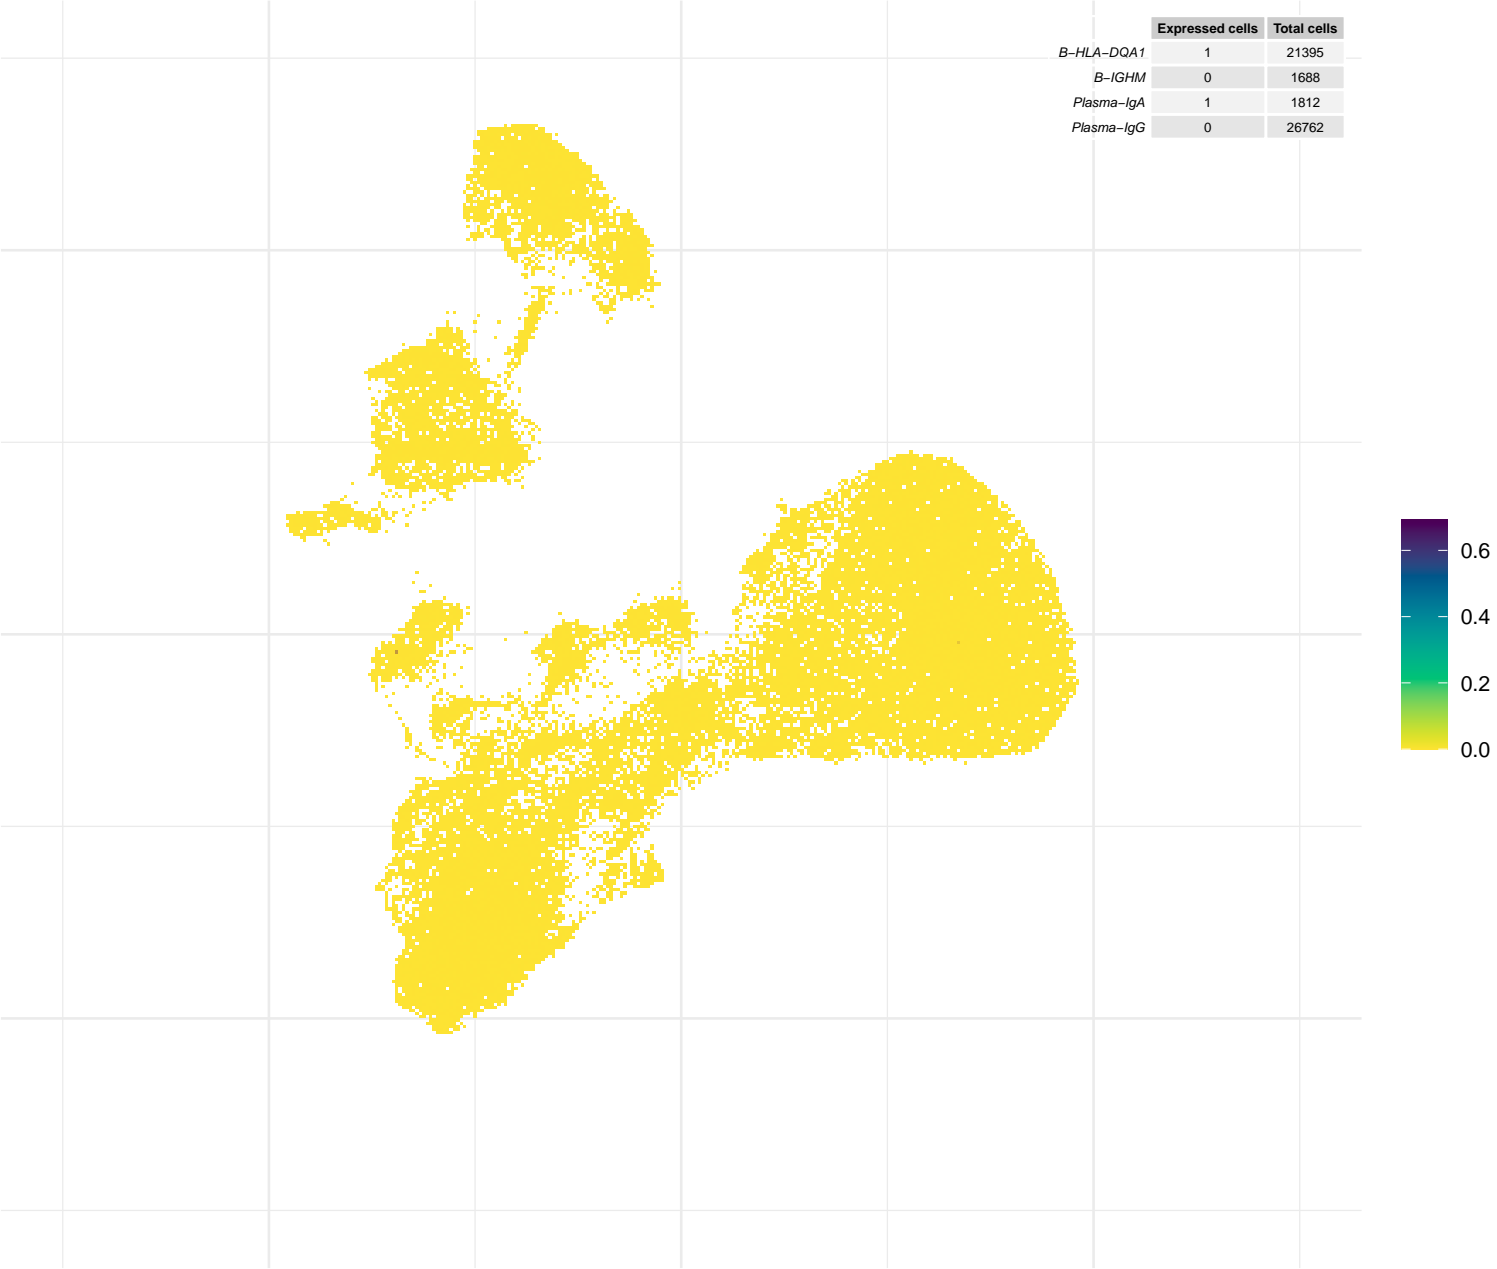 Expressed cells Total cells
B−HLA−DQA1 1 21395
B−IGHM 0 1688
Plasma−IgA 1 1812
Plasma−IgG 0 26762
0.6
0.4
0.2
0.0